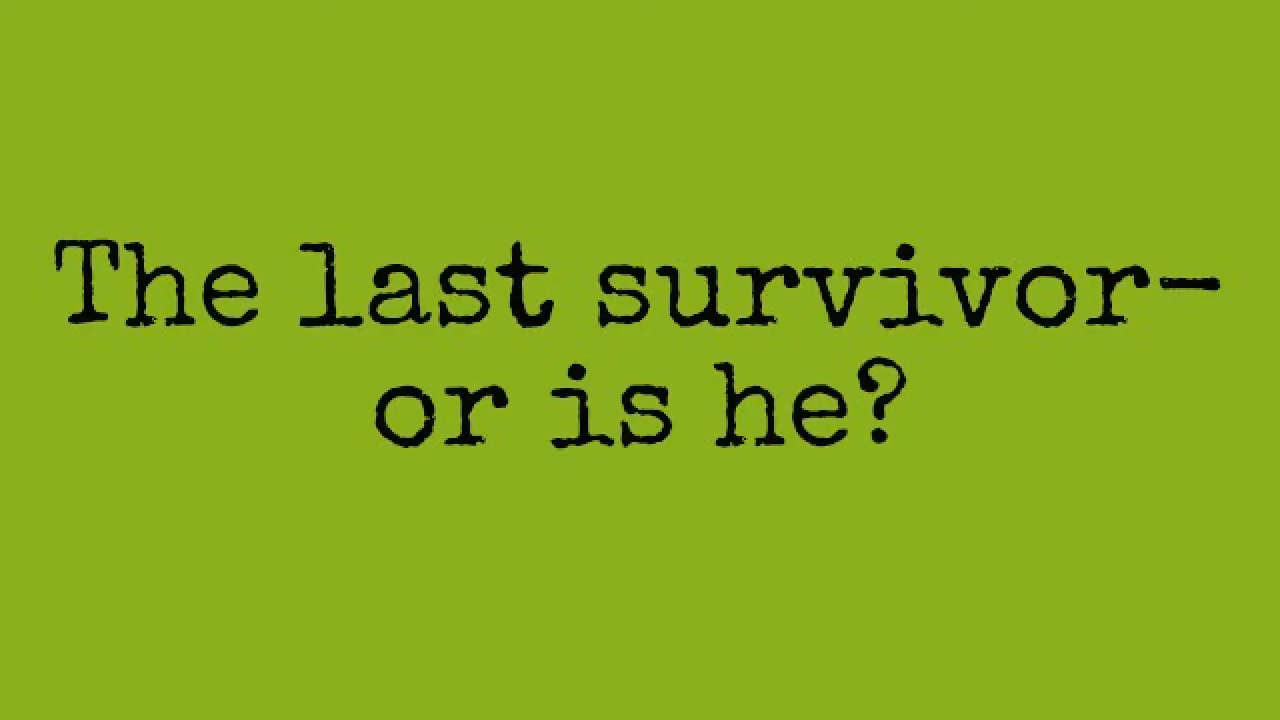 The last survivor-
or is he?